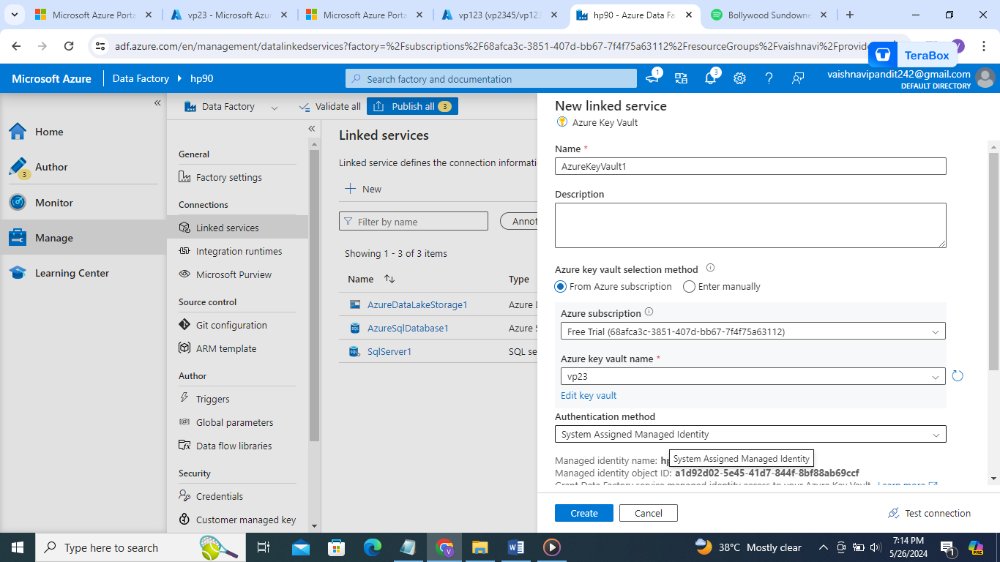 Microsoft Azure Porta
vp23 - Microsoft Az
Microsoft Azure Porta
vp123 (vp2345/vp123
hp90 - Azure Data Fa
Bollywood Sundowne
adf.azure.com/en/management/datalinkedservices?factory=%2Fsubscriptions%2F68afca3c-3851-407d-bb67-7f4f75a63112%2FresourceGroups%2Fvaishnavi%2Fprovide
TeraBox
Microsoft Azure
Data Factory
hp90
Search factory and documentation
1
3
vaishnavipandit242@gmail.com
DEFAULT DIRECTORY
Home
Author
3
Monitor
Manage
Learning Center
Data Factory
Validate all
Publish all
3
General
Factory settings
Connections
Linked services
Integration runtimes
Microsoft Purview
Source control
Git configuration
ARM template
Author
Triggers
Global parameters
Data flow libraries
Security
Credentials
Customer managed key
Linked services
Linked service defines the connection informati
New
Filter by name
Annot
Showing 1 - 3 of 3 items
Name
Type
AzureDataLakeStorage1
Azure D
AzureSqlDatabase1
Azure S
SqlServer1
SQL se
New linked service
Azure Key Vault
Name *
AzureKeyVault1
Description
Azure key vault selection method
From Azure subscription
Enter manually
Azure subscription
Free Trial (68afca3c-3851-407d-bb67-7f4f75a63112)
Azure key vault name *
vp23
Edit key vault
Authentication method
System Assigned Managed Identity
Managed identity name: hp
System Assigned Managed Identity
Managed identity object ID: a1d92d02-5e45-41d7-844f-8bf88ab69ccf
Grant Data Factory service managed identity access to your Azure Key Vault. Learn more
Create
Cancel
Test connection
Type here to search
38°C Mostly clear
7:14 PM
5/26/2024
1